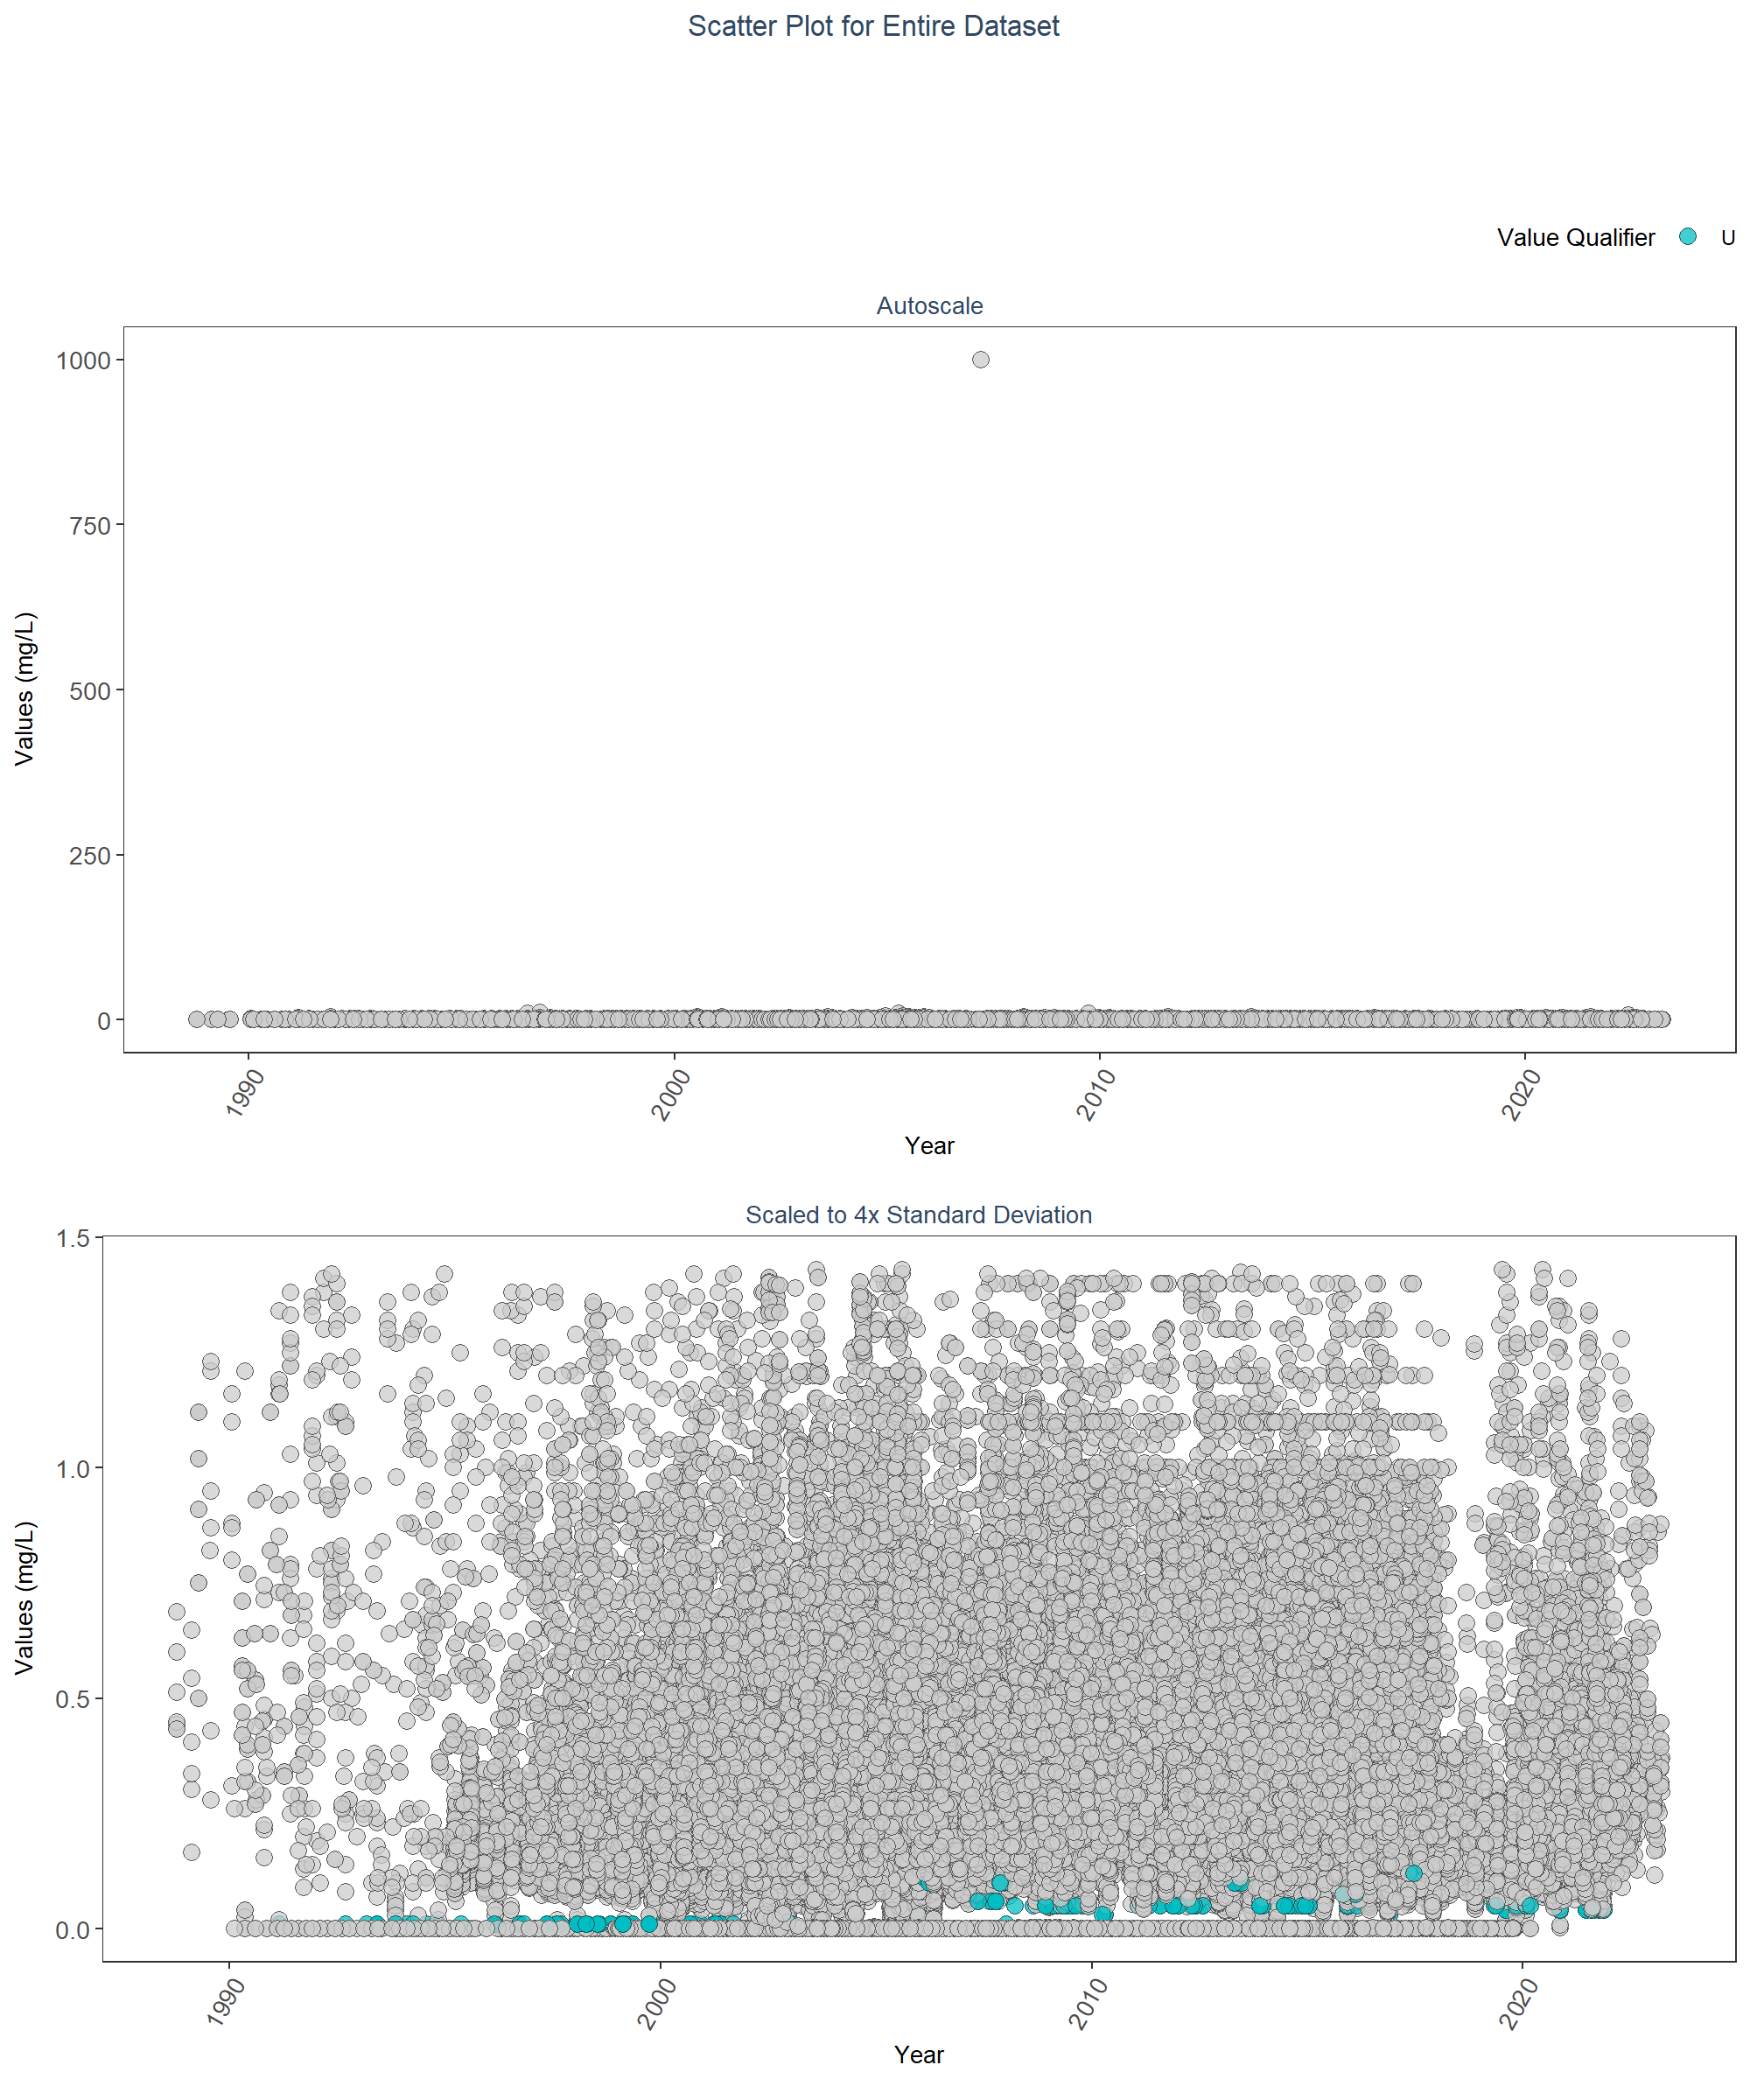 Scatter Plot for Entire Dataset
Value Qualifier U
Autoscale
1000
750
500
250
0
Values (mg/L)
1990 2000 2010 2020
Year
Scaled to 4x Standard Deviation
1.5
1.0
0.5
0.0
Values (mg/L)
1990 2000 2010 2020
Year